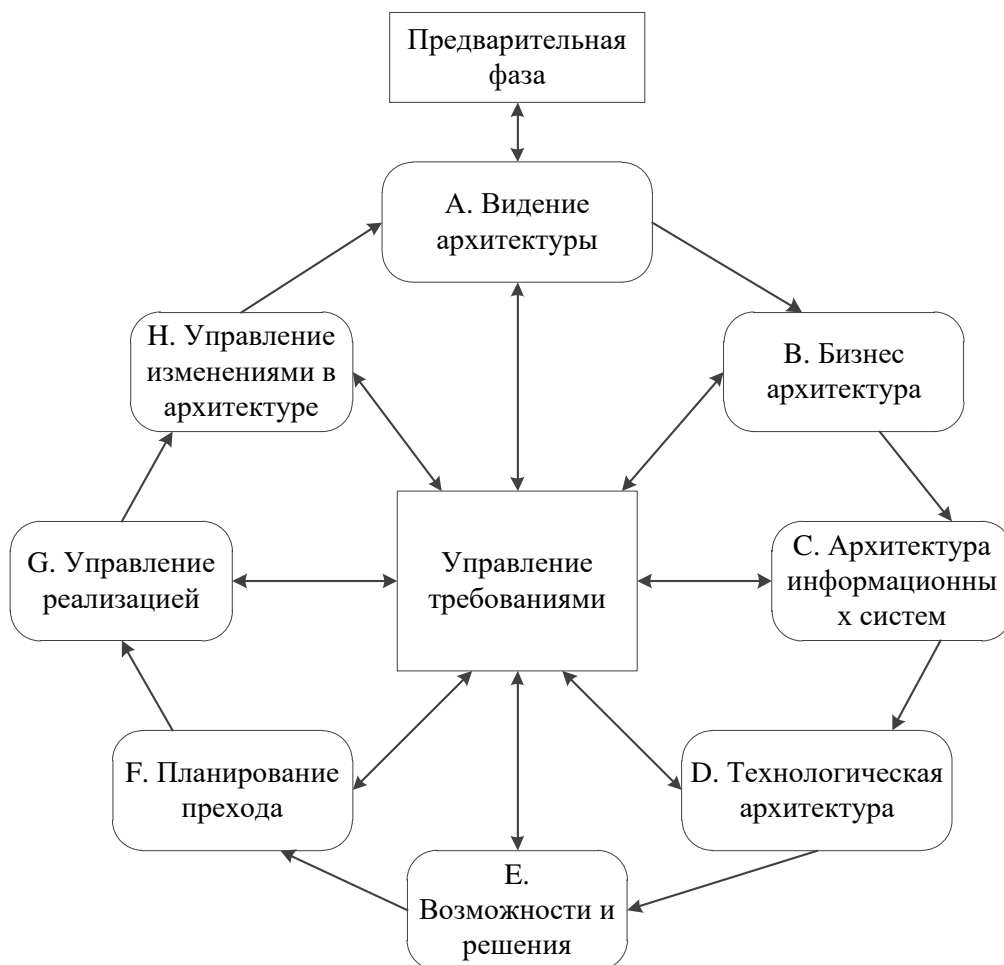 Предварительная
фаза
A. Видение
архитектуры
H. Управление
изменениями в
архитектуре
B. Бизнес
архитектура
G. Управление
реализацией
Управление
требованиями
C. Архитектура
информационны
х систем
F. Планирование
прехода
D. Технологическая
архитектура
E.
Возможности и
решения